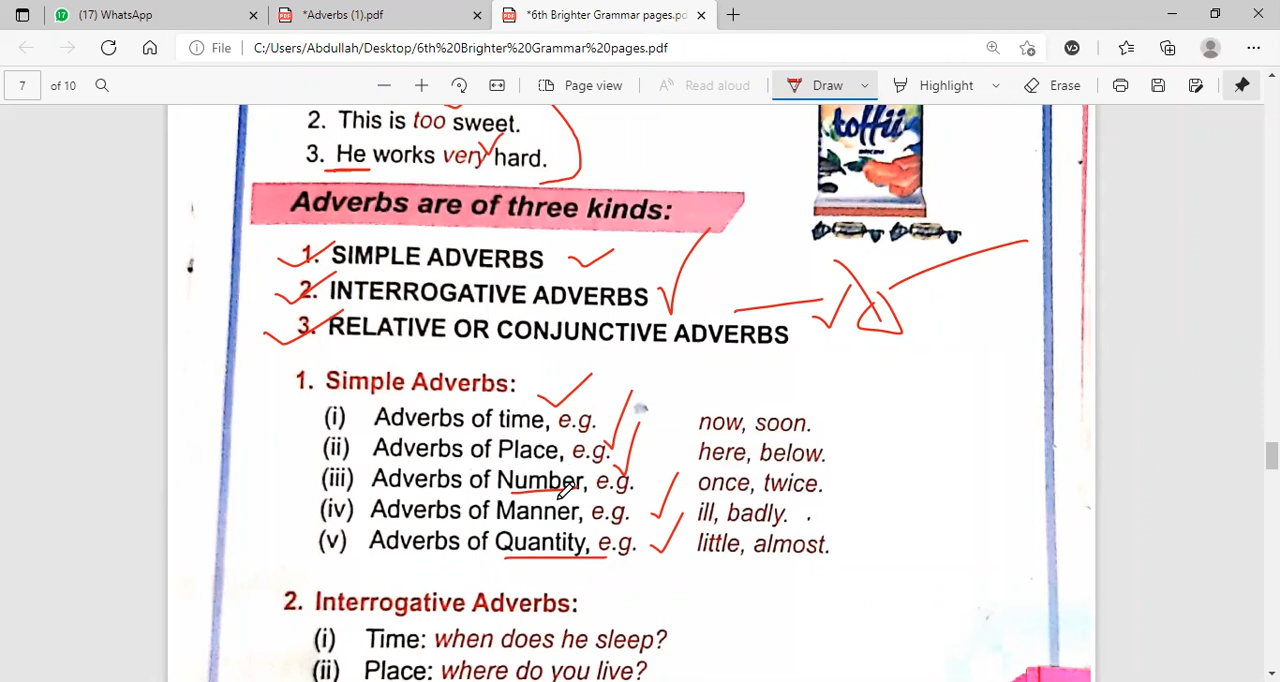 (17) WhatsApp
*Adverbs (1).pdf
*6th Brighter Grammar pages.pd
File
C:/Users/Abdullah/Desktop/6th%20Brighter%20Grammar%20pages.pdf
7 of 10
Page view
Read aloud
Draw
Highlight
Erase
2. This is too sweet.
3. He works very hard.
toffii
Adverbs are of three kinds:
1. SIMPLE ADVERBS
2. INTERROGATIVE ADVERBS
3. RELATIVE OR CONJUNCTIVE ADVERBS
1. Simple Adverbs:
(i) Adverbs of time, e.g. now, soon.
(ii) Adverbs of Place, e.g. here, below.
(iii) Adverbs of Number, e.g. once, twice.
(iv) Adverbs of Manner, e.g. ill, badly.
(v) Adverbs of Quantity, e.g. little, almost.
2. Interrogative Adverbs:
(i) Time: when does he sleep?
(ii) Place: where do you live?